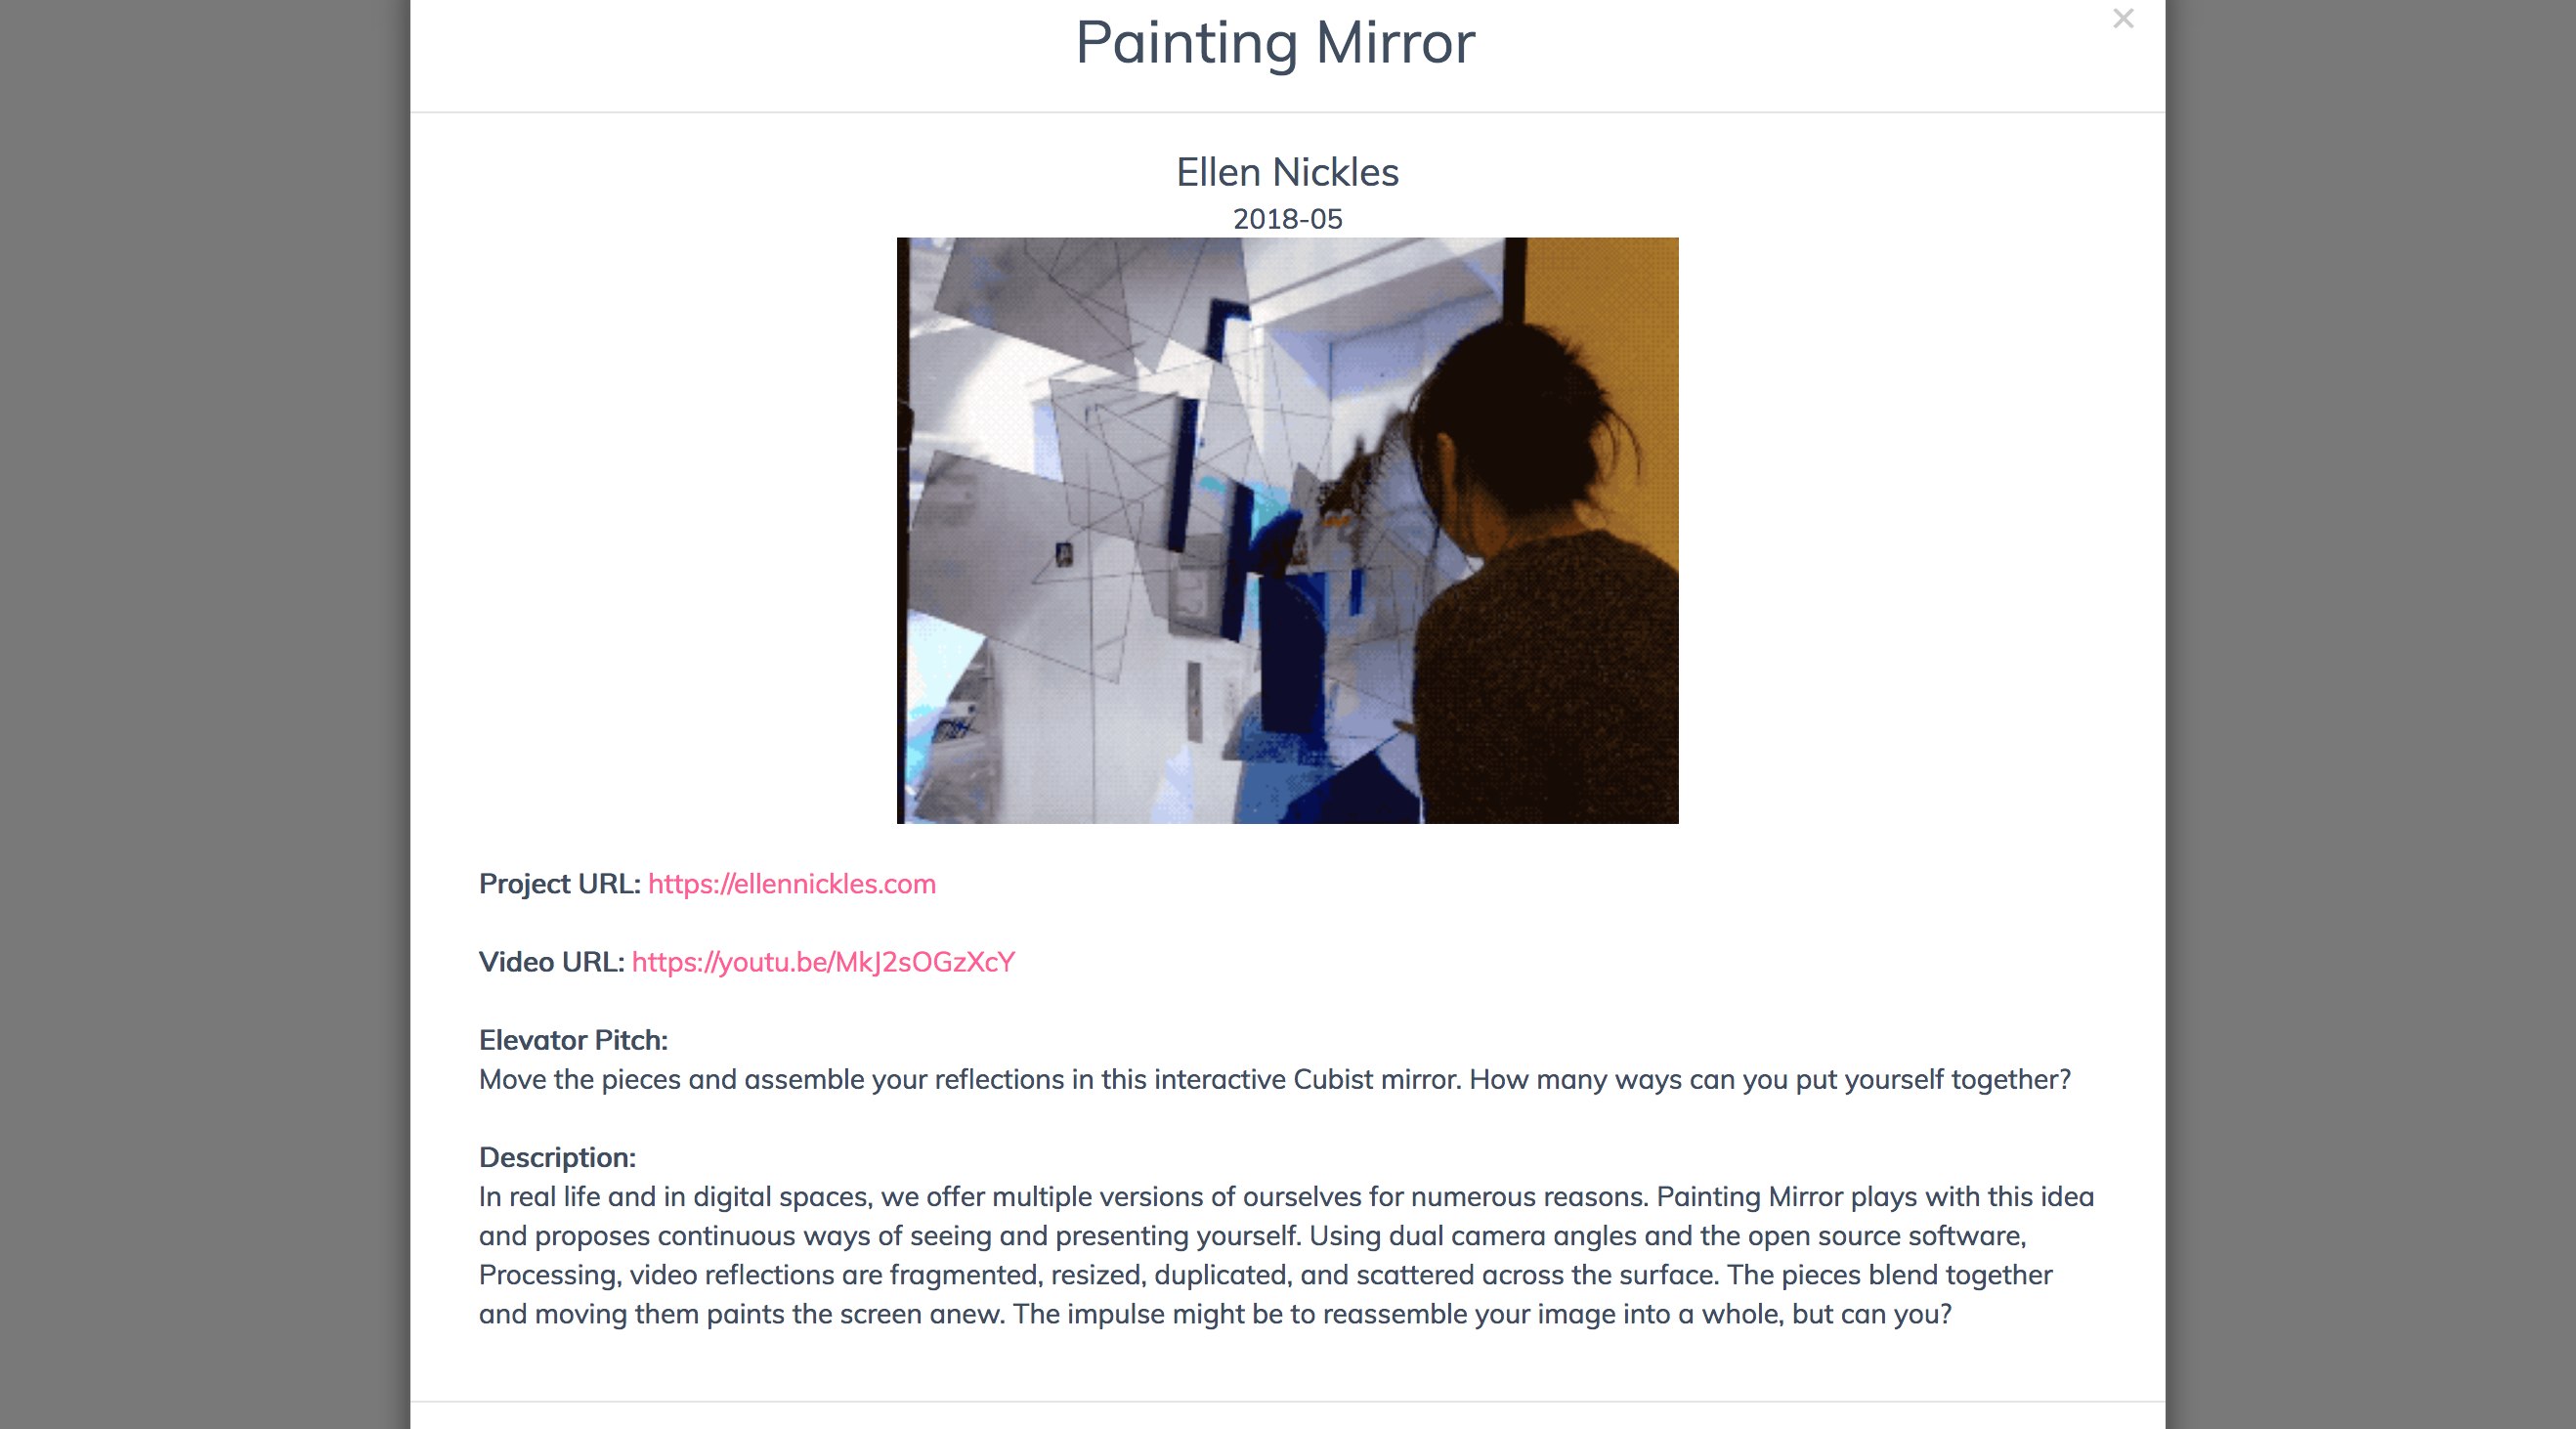 Painting Mirror
×
Ellen Nickles
2018-05
Project URL: https://ellennickles.com
Video URL: https://youtu.be/MkJ2sOGzXcY
Elevator Pitch:
Move the pieces and assemble your reflections in this interactive Cubist mirror. How many ways can you put yourself together?
Description:
In real life and in digital spaces, we offer multiple versions of ourselves for numerous reasons. Painting Mirror plays with this idea
and proposes continuous ways of seeing and presenting yourself. Using dual camera angles and the open source software,
Processing, video reflections are fragmented, resized, duplicated, and scattered across the surface. The pieces blend together
and moving them paints the screen anew. The impulse might be to reassemble your image into a whole, but can you?